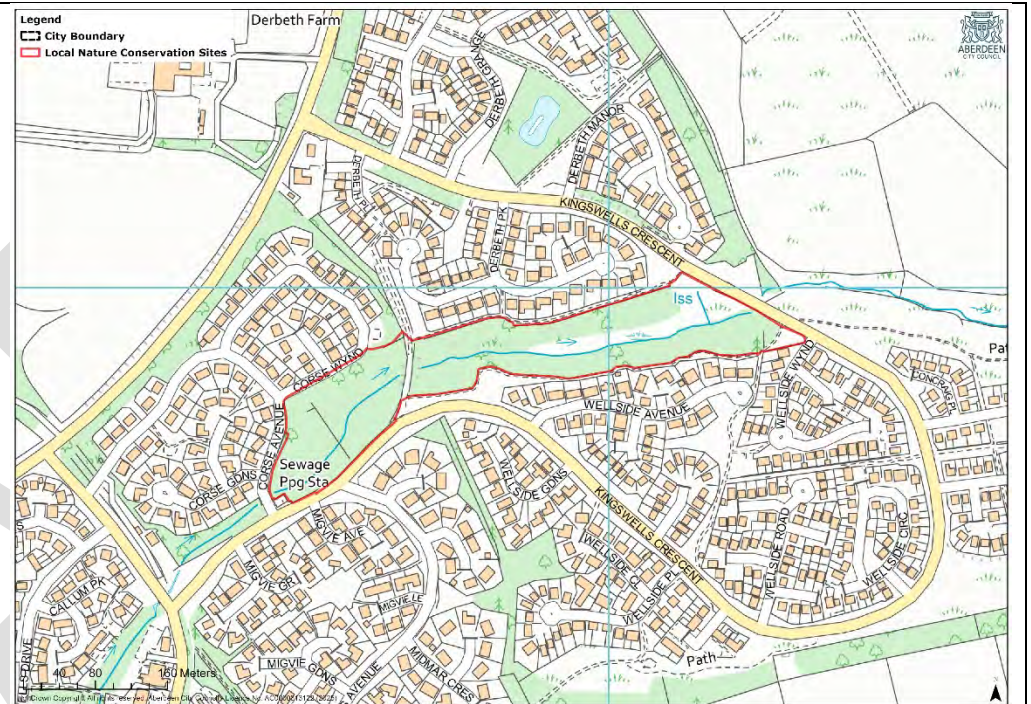 Legend
City Boundary
Local Nature Conservation Sites
Derbeth Farm
ABERDEEN
CITY COUNCIL
DERBETH GRANGE
DERBETH MANOR
DERBETH PL
DERBETH PK
KINGSWELLS CRESCENT
Iss
Pat
CORSE WYND
CORSE AVENUE
CORSE GDNS
Sewage
Ppg Sta
WELLSIDE AVENUE
WELLSIDE WYND
WELLSIDE GDNS
KINGSWELLS CRESCENT
WELLSIDE ROAD
WELLSIDE CIRC
WELLSIDE CL
WELLSIDE PL
MIGVIE AVE
MIGVIE GR
MIGVIE LE
MIGVIE GDNS
AVENUE
MIDMAR CRES
CALLUM PK
DRIVE
Path
40 80 160 Meters